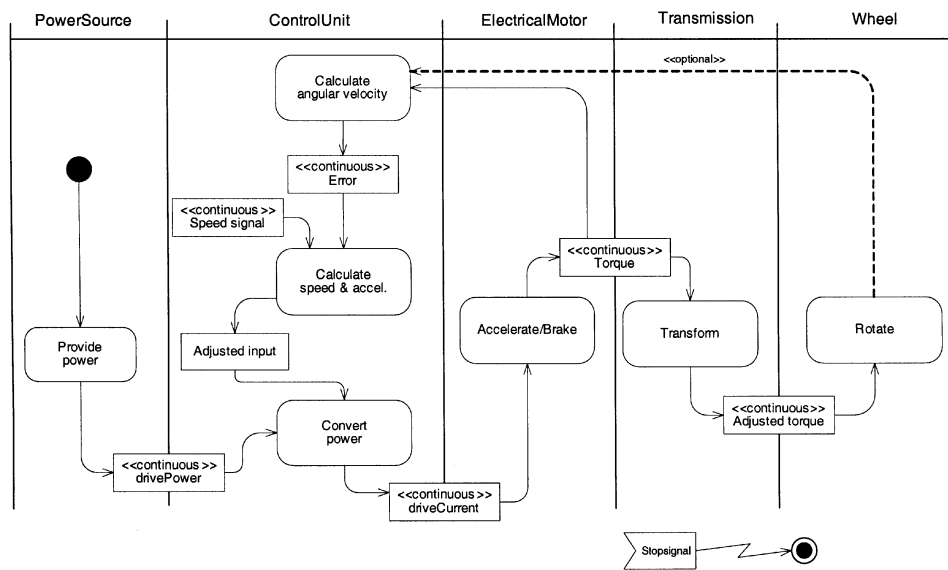 PowerSource
ControlUnit
ElectricalMotor
Transmission
Wheel
<<optional>>
Calculate
angular velocity
<<continuous>>
Error
<<continuous >>
Speed signal
Calculate
speed & accel.
<<continuous>>
Torque
Provide
power
Adjusted input
Accelerate/Brake
Transform
Rotate
Convert
power
<<continuous>>
Adjusted torque
<<continuous >>
drivePower
<<continuous >>
driveCurrent
Stopsignal